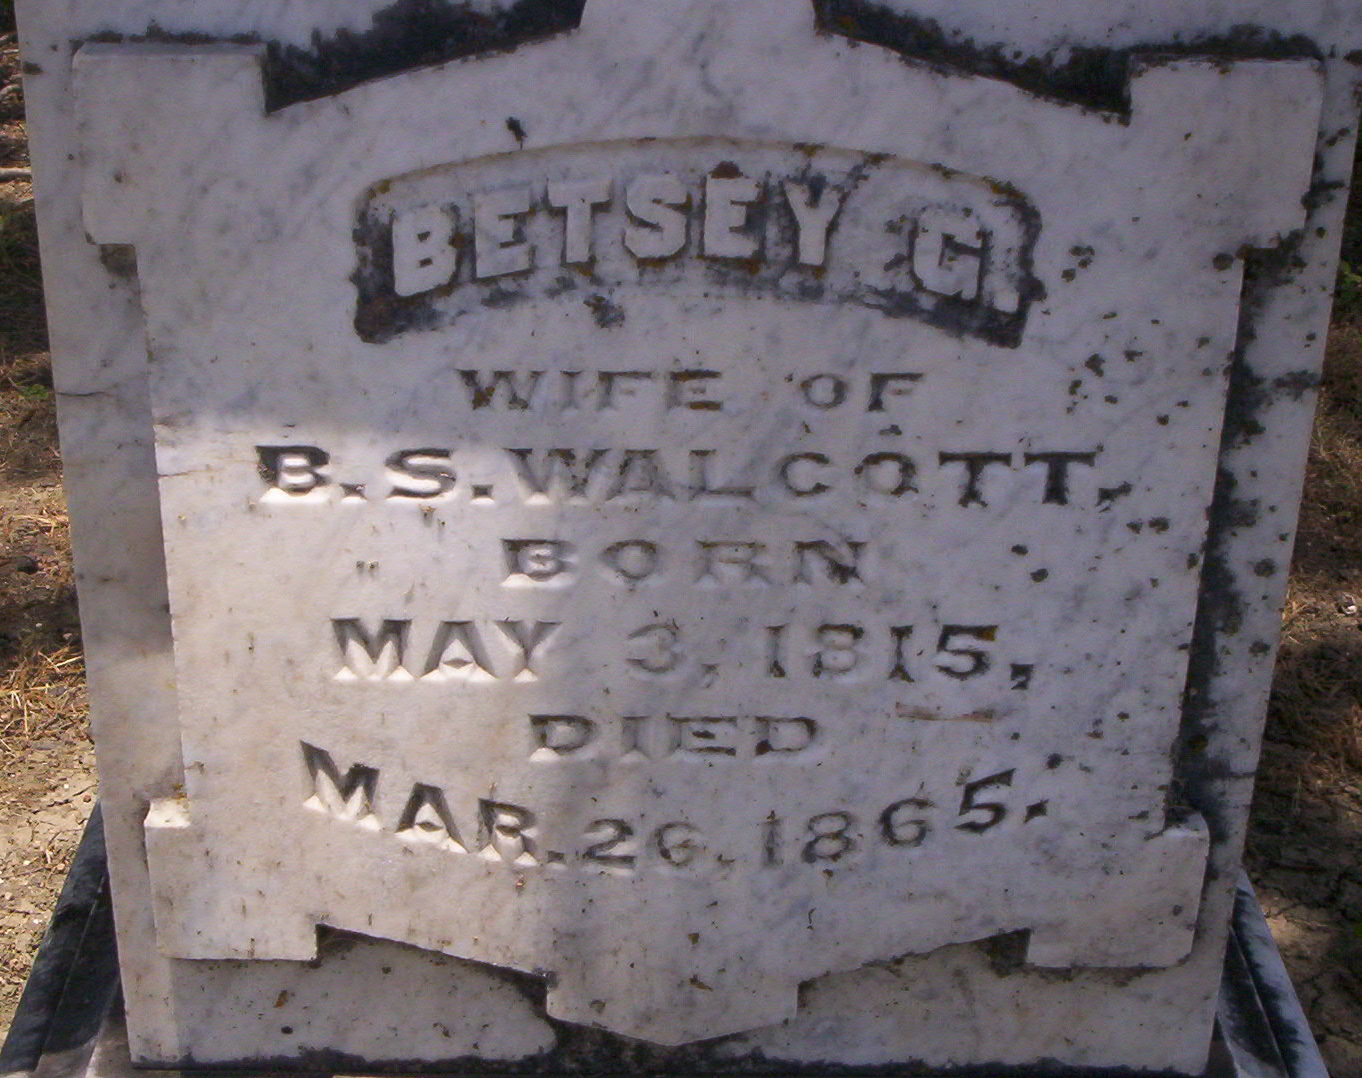 BETSEY G.
WIFE OF
B.S. WALCOTT,
BORN
MAY 3, 1815,
DIED
MAR. 26, 1865.